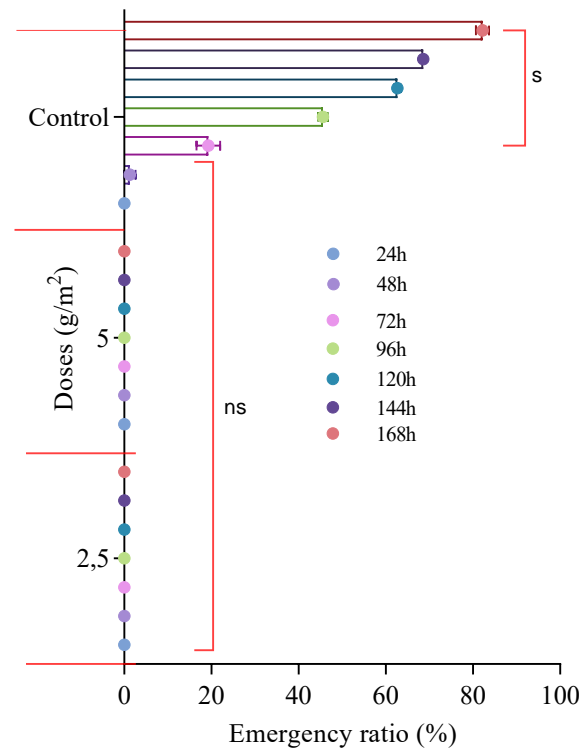 s
Control
24h
48h
72h
96h
120h
144h
168h
Doses (g/m²)
5
ns
2,5
0 20 40 60 80 100
Emergency ratio (%)